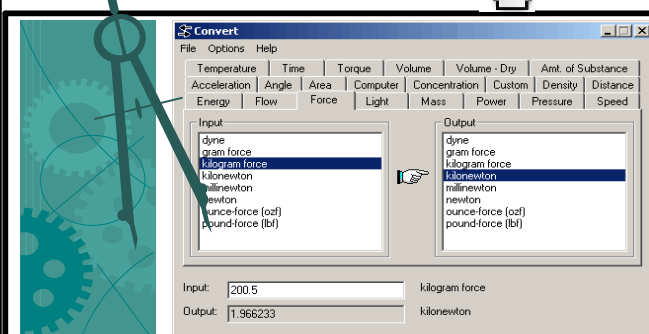 Convert
File Options Help
Temperature Time Torque Volume Volume - Dry Amt. of Substance
Acceleration Angle Area Computer Concentration Custom Density Distance
Energy Flow Force Light Mass Power Pressure Speed
Input
dyne
gram force
kilogram force
kilonewton
millinewton
newton
ounce-force (ozf)
pound-force (lbf)
Output
dyne
gram force
kilogram force
kilonewton
millinewton
newton
ounce-force (ozf)
pound-force (lbf)
Input: 200.5 kilogram force
Output: 1.966233 kilonewton